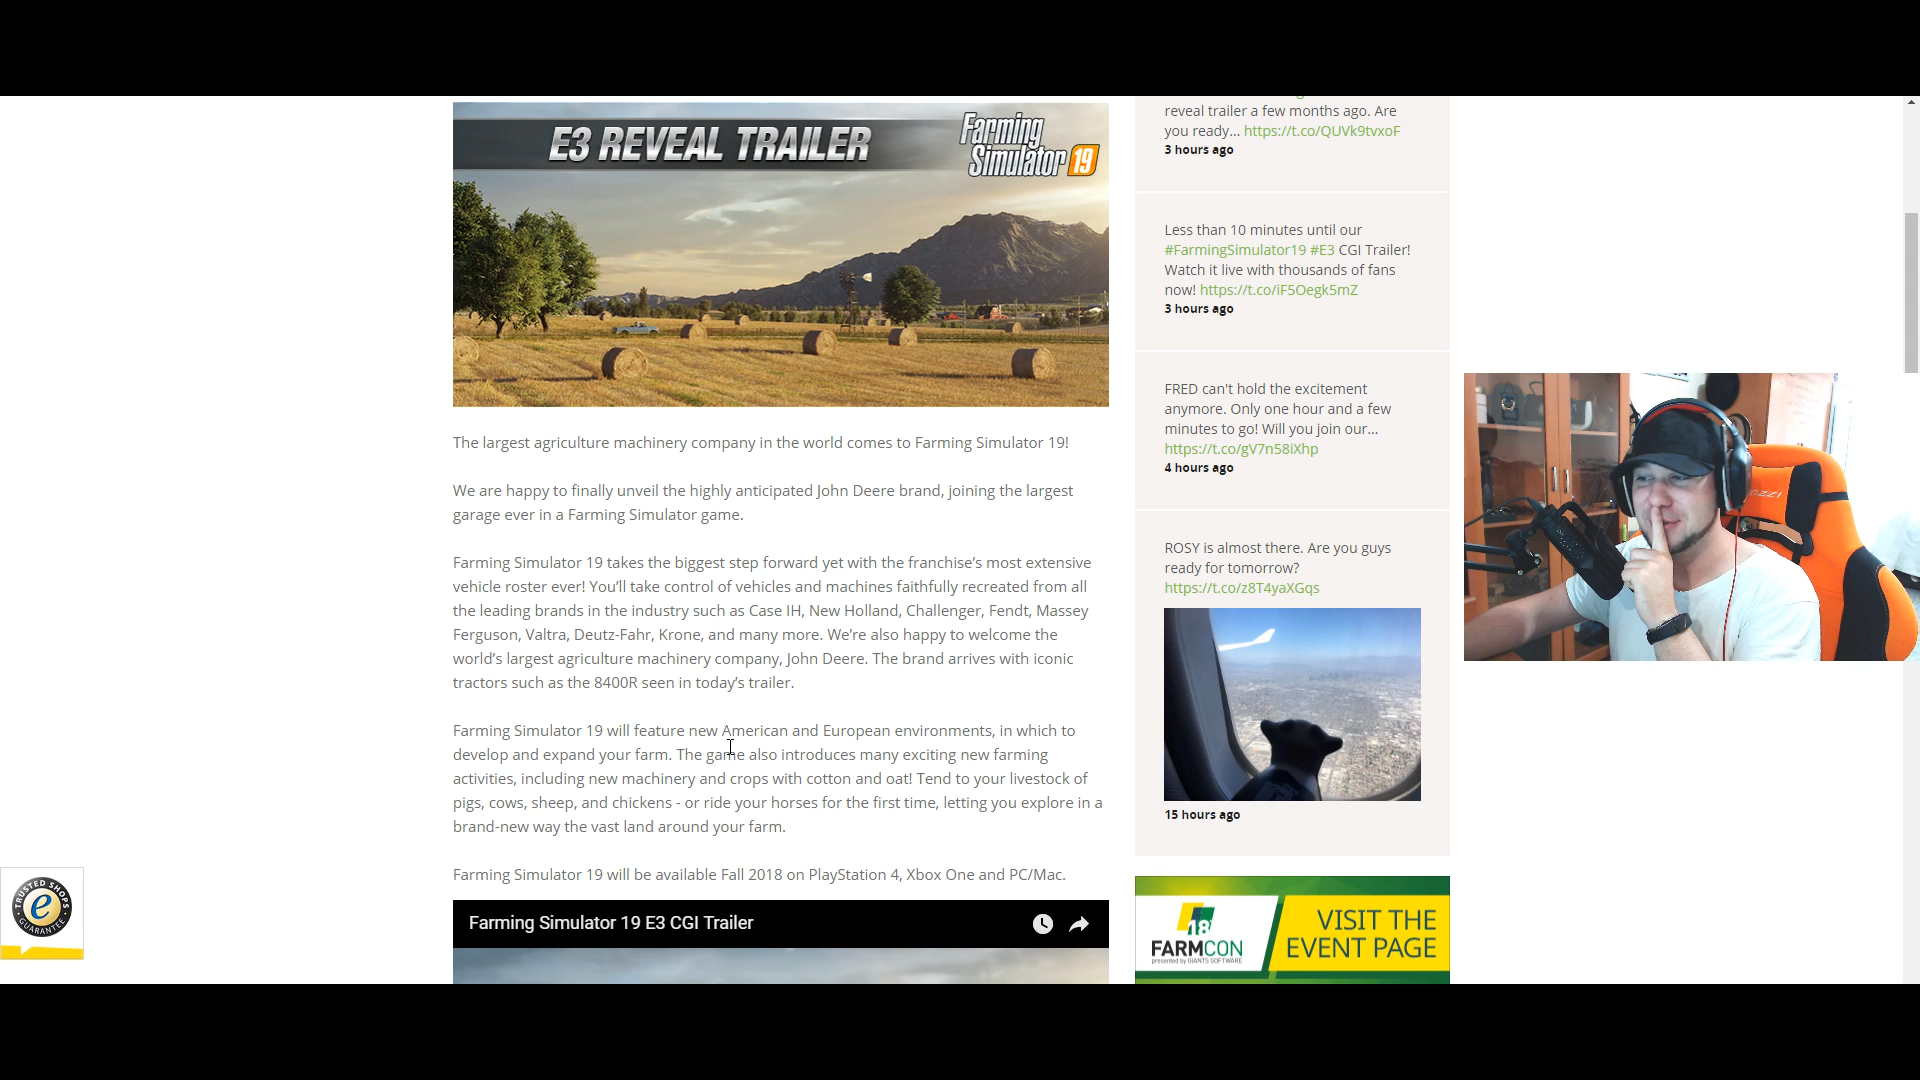 E3 REVEAL TRAILER
Farming
Simulator 19
The largest agriculture machinery company in the world comes to Farming Simulator 19!
We are happy to finally unveil the highly anticipated John Deere brand, joining the largest
garage ever in a Farming Simulator game.
Farming Simulator 19 takes the biggest step forward yet with the franchise’s most extensive
vehicle roster ever! You’ll take control of vehicles and machines faithfully recreated from all
the leading brands in the industry such as Case IH, New Holland, Challenger, Fendt, Massey
Ferguson, Valtra, Deutz-Fahr, Krone, and many more. We’re also happy to welcome the
world’s largest agriculture machinery company, John Deere. The brand arrives with iconic
tractors such as the 8400R seen in today’s trailer.
Farming Simulator 19 will feature new American and European environments, in which to
develop and expand your farm. The game also introduces many exciting new farming
activities, including new machinery and crops with cotton and oat! Tend to your livestock of
pigs, cows, sheep, and chickens - or ride your horses for the first time, letting you explore in a
brand-new way the vast land around your farm.
Farming Simulator 19 will be available Fall 2018 on PlayStation 4, Xbox One and PC/Mac.
Farming Simulator 19 E3 CGI Trailer
reveal trailer a few months ago. Are
you ready... https://t.co/QUVk9tvxoF
3 hours ago
Less than 10 minutes until our
#FarmingSimulator19 #E3 CGI Trailer!
Watch it live with thousands of fans
now! https://t.co/iF5Oegk5mZ
3 hours ago
FRED can't hold the excitement
anymore. Only one hour and a few
minutes to go! Will you join our...
https://t.co/gV7n58iXhp
4 hours ago
ROSY is almost there. Are you guys
ready for tomorrow?
https://t.co/z8T4yaXGqs
15 hours ago
18
FARMCON
presented by GIANTS SOFTWARE
VISIT THE
EVENT PAGE
TRUSTED SHOPS
e
GUARANTEE